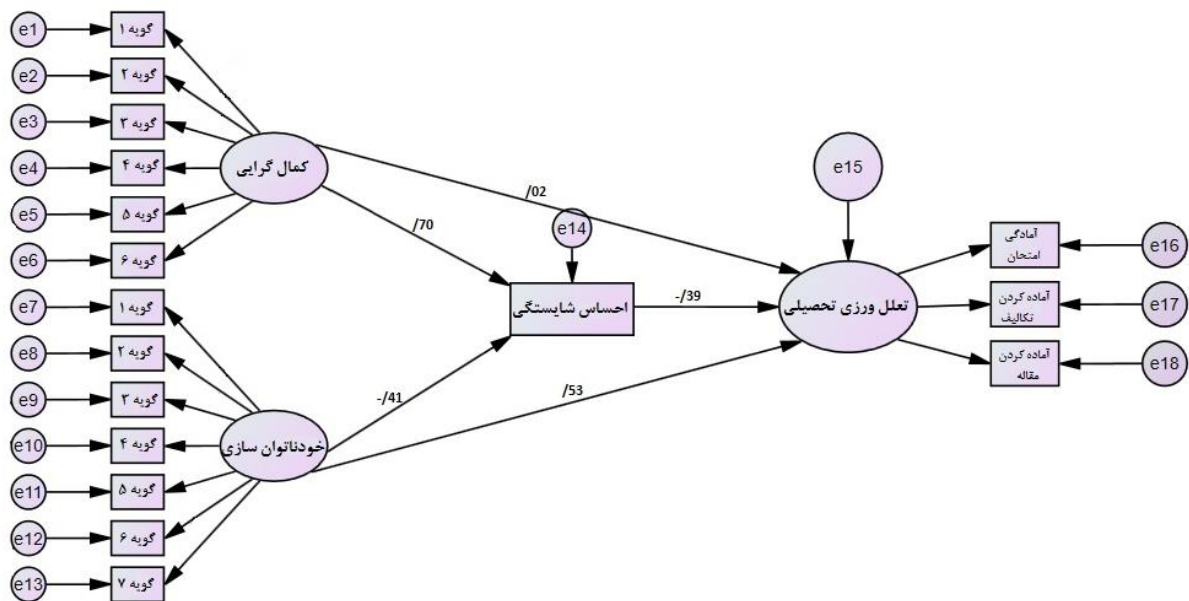 e1
گویه ۱
e2
گویه ۲
e3
گویه ۳
e4
گویه ۴
e5
گویه ۵
e6
گویه ۶
کمال گرایی
e7
گویه ۱
e8
گویه ۲
e9
گویه ۳
e10
گویه ۴
e11
گویه ۵
e12
گویه ۶
e13
گویه ۷
خودناتوان سازی
/02
/70
-/41
/53
e14
احساس شایستگی
-/39
e15
تعلل ورزی تحصیلی
آمادگی
امتحان
e16
آماده کردن
تکالیف
e17
آماده کردن
مقاله
e18